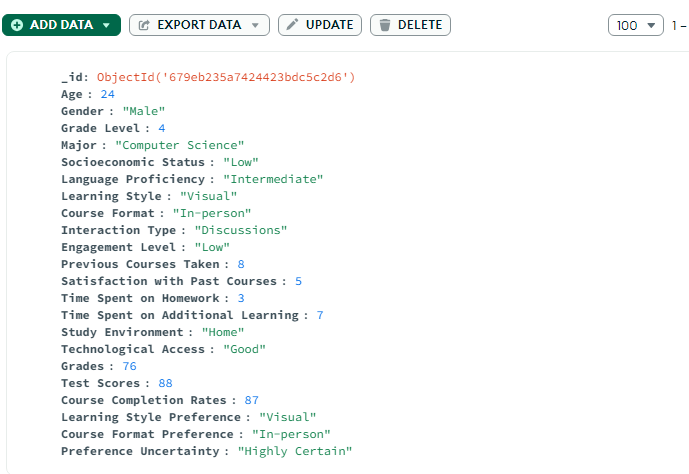 ADD DATA EXPORT DATA UPDATE DELETE 100 1 –
_id: ObjectId('679eb235a7424423bdc5c2d6')
Age : 24
Gender : "Male"
Grade Level : 4
Major : "Computer Science"
Socioeconomic Status : "Low"
Language Proficiency : "Intermediate"
Learning Style : "Visual"
Course Format : "In-person"
Interaction Type : "Discussions"
Engagement Level : "Low"
Previous Courses Taken : 8
Satisfaction with Past Courses : 5
Time Spent on Homework : 3
Time Spent on Additional Learning : 7
Study Environment : "Home"
Technological Access : "Good"
Grades : 76
Test Scores : 88
Course Completion Rates : 87
Learning Style Preference : "Visual"
Course Format Preference : "In-person"
Preference Uncertainty : "Highly Certain"